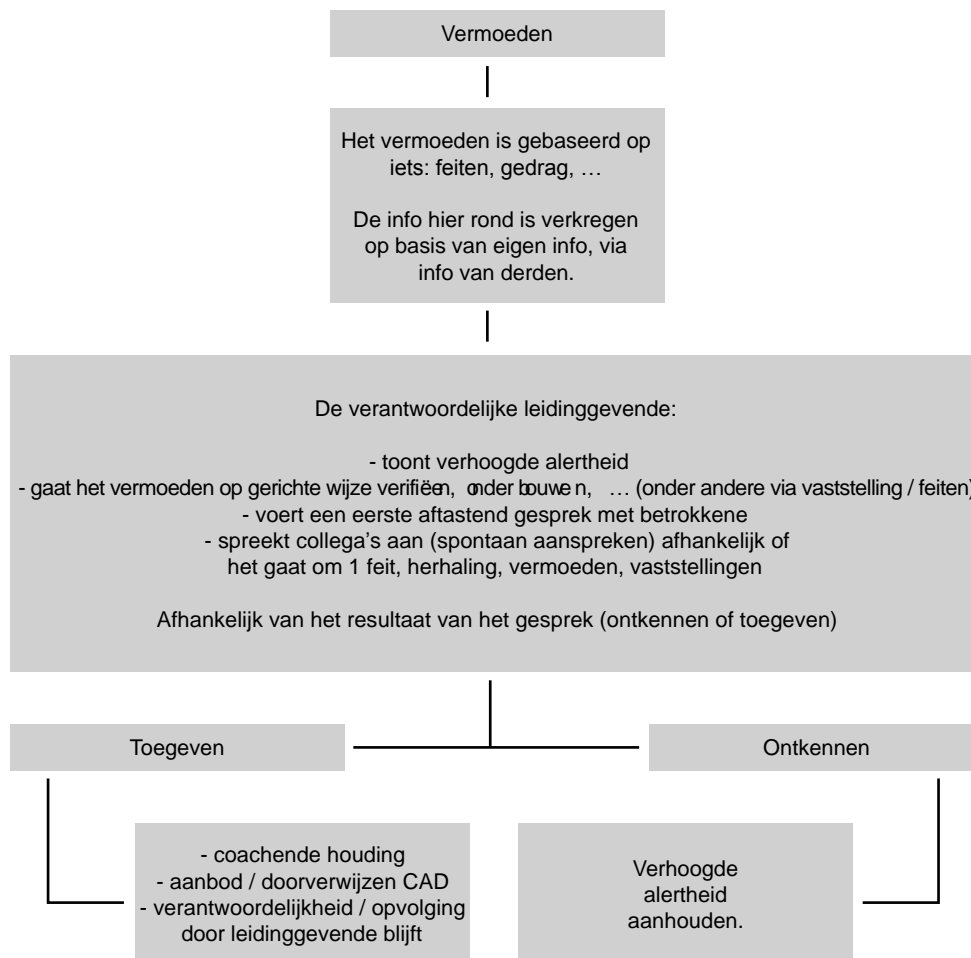 Vermoeden
Het vermoeden is gebaseerd op
iets: feiten, gedrag, …
De info hier rond is verkregen
op basis van eigen info, via
info van derden.
De verantwoordelijke leidinggevende:
- toont verhoogde alertheid
- gaat het vermoeden op gerichte wijze verifiëen, onder bouwe n, … (onder andere via vaststelling / feiten)
- voert een eerste aftastend gesprek met betrokkene
- spreekt collega's aan (spontaan aanspreken) afhankelijk of
het gaat om 1 feit, herhaling, vermoeden, vaststellingen
Afhankelijk van het resultaat van het gesprek (ontkennen of toegeven)
Toegeven
Ontkennen
- coachende houding
- aanbod / doorverwijzen CAD
- verantwoordelijkheid / opvolging
door leidinggevende blijft
Verhoogde
alertheid
aanhouden.